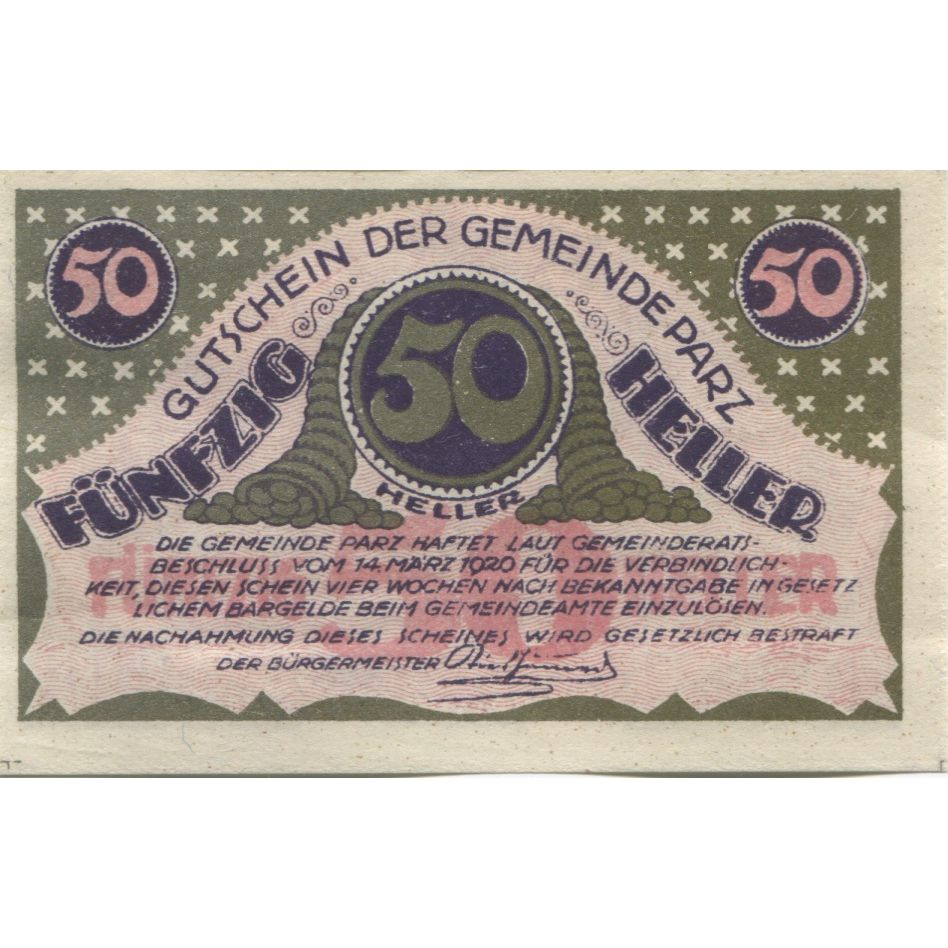 50
50
GUTSCHEIN DER GEMEINDE PARZ
FÜNFZIG HELLER
50
HELLER
DIE GEMEINDE PARZ HAFTET LAUT GEMEINDERATS-
BESCHLUSS VOM 14. MÄRZ 1920 FÜR DIE VERBINDLICH-
KEIT, DIESEN SCHEIN VIER WOCHEN NACH BEKANNTGABE IN GESETZ
LICHEM BARGELDE BEIM GEMEINDEAMTE EINZULÖSEN.
DIE NACHAHMUNG DIESES SCHEINES WIRD GESETZLICH BESTRAFT
DER BÜRGERMEISTER